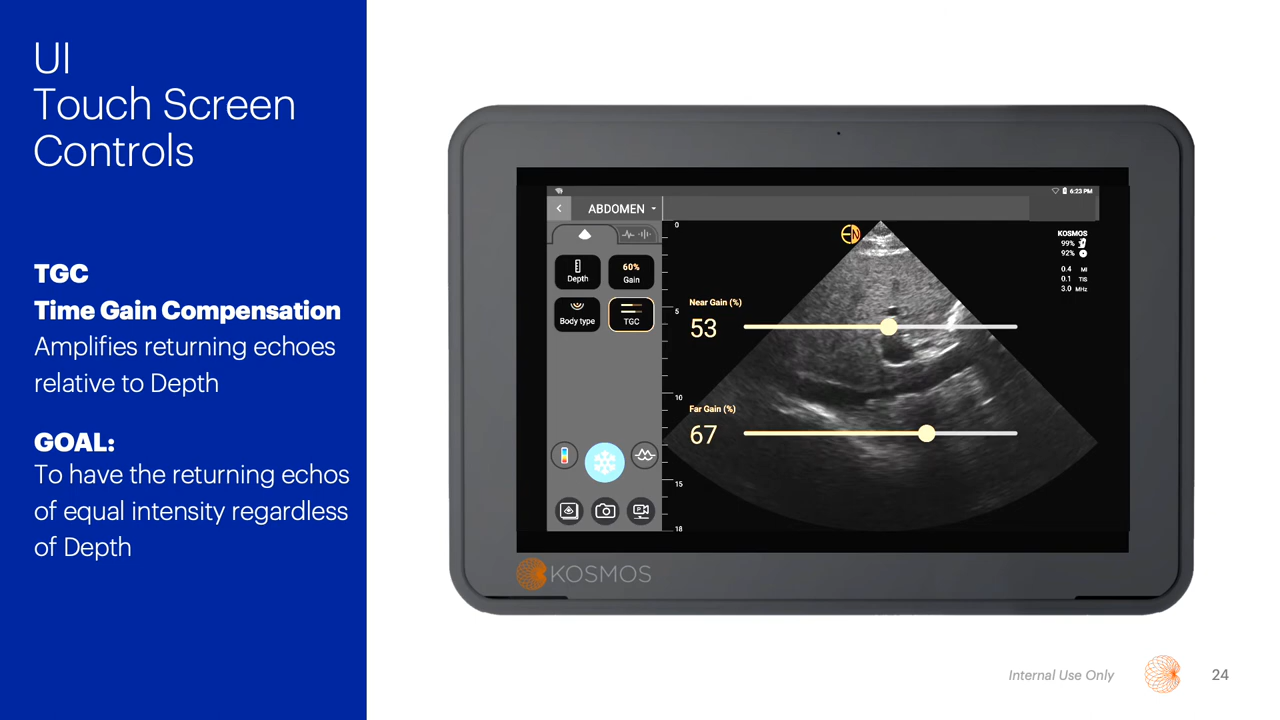 UI
Touch Screen
Controls
TGC
Time Gain Compensation
Amplifies returning echoes
relative to Depth
GOAL:
To have the returning echos
of equal intensity regardless
of Depth
6:23 PM
ABDOMEN
Depth
60%
Gain
Body type
TGC
0
5
10
15
18
Near Gain (%)
53
Far Gain (%)
67
KOSMOS
99%
92%
0.4 MI
0.1 TIS
3.0 MHz
KOSMOS
Internal Use Only
24